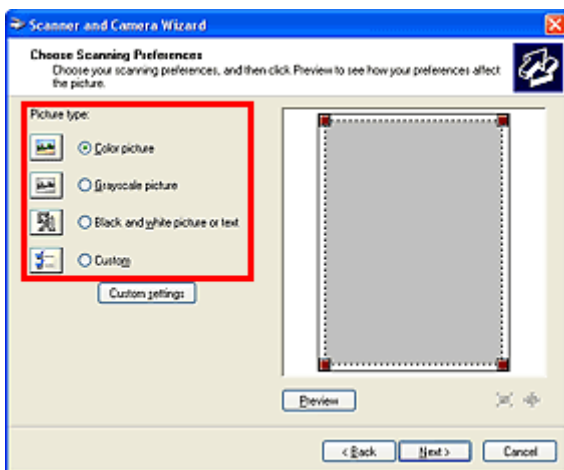 Scanner and Camera Wizard
Choose Scanning Preferences
Choose your scanning preferences, and then click Preview to see how your preferences affect
the picture.
Picture type:
Color picture
Grayscale picture
Black and white picture or text
Custom
Custom settings
Preview
< Back
Next >
Cancel